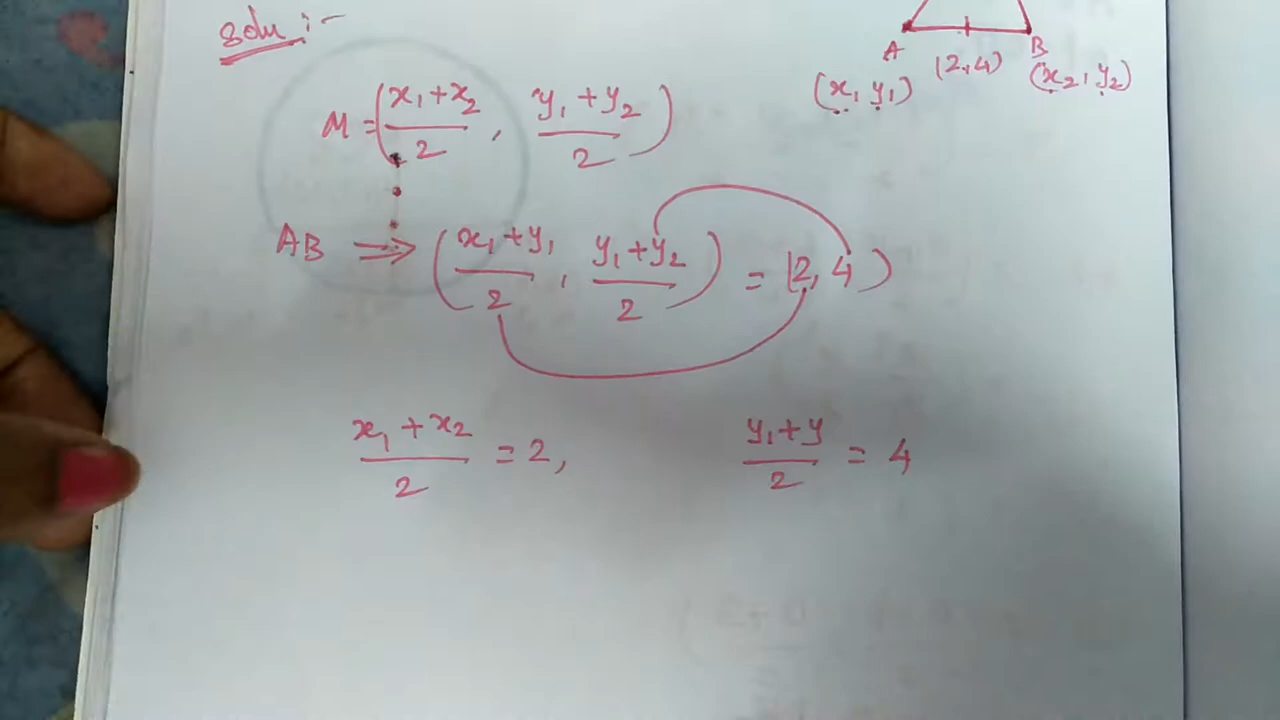 Solu :-
A B
(x₁ y₁) (2,4) (x₂, y₂)
M = (x₁+x₂/2, y₁+y₂/2)
AB ⇒ (x₁+y₁/2, y₁+y₂/2) = (2,4)
x₁+x₂/2 = 2, y₁+y/2 = 4